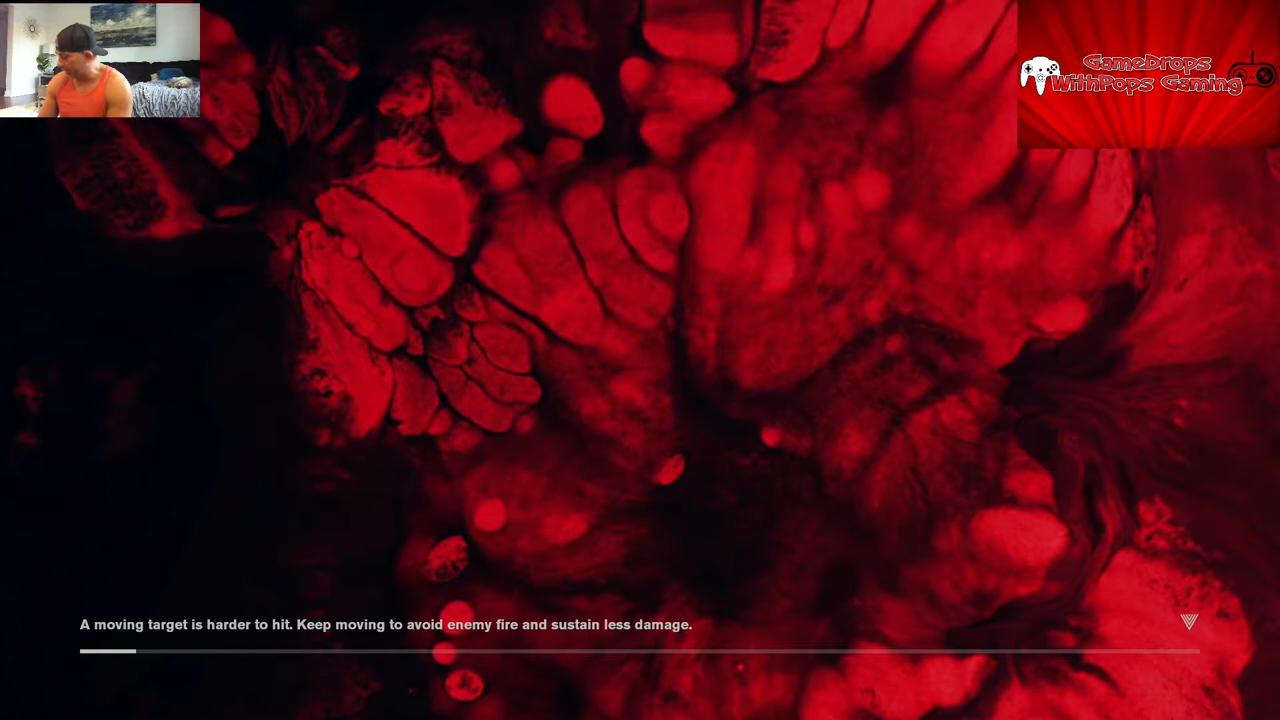 GameDrops
WithPops Gaming
A moving target is harder to hit. Keep moving to avoid enemy fire and sustain less damage.